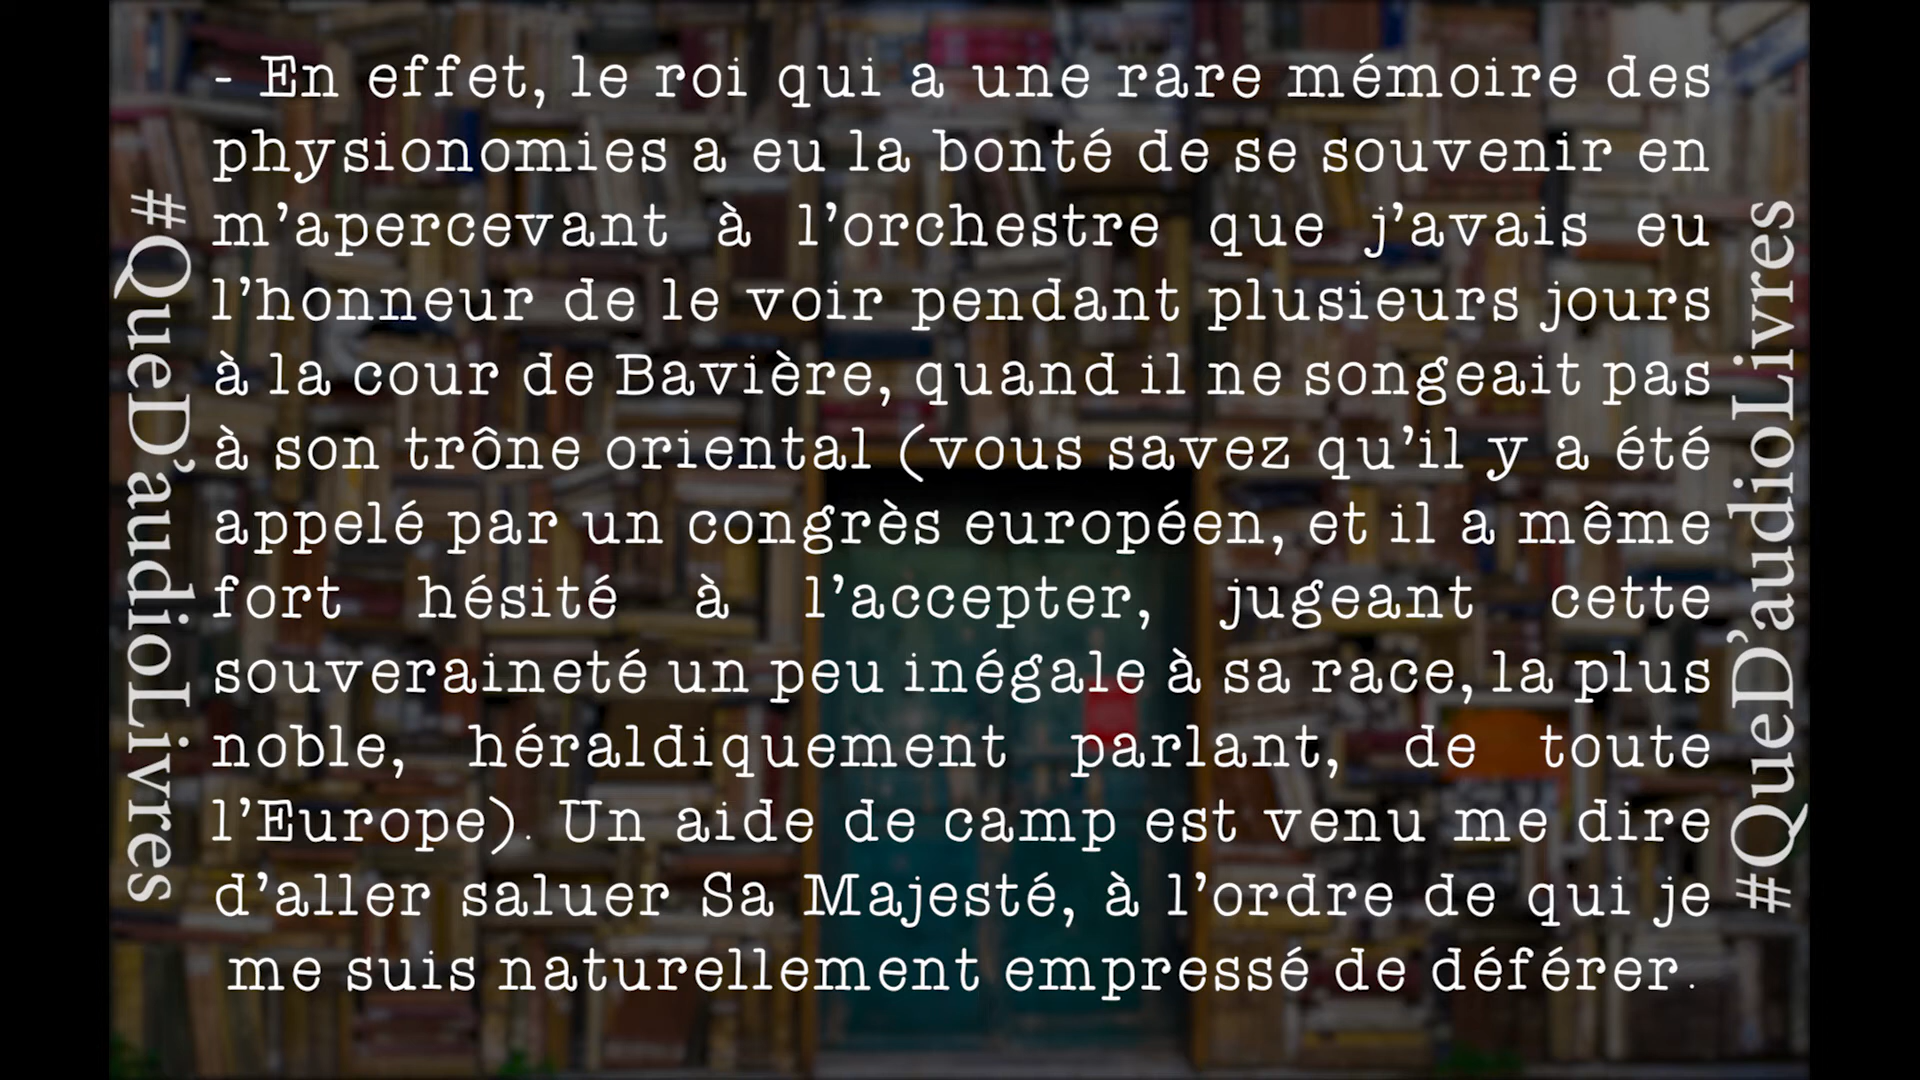 - En effet, le roi qui a une rare mémoire des
physionomies a eu la bonté de se souvenir en
m’apercevant à l’orchestre que j’avais eu
l’honneur de le voir pendant plusieurs jours
à la cour de Bavière, quand il ne songeait pas
à son trône oriental (vous savez qu’il y a été
appelé par un congrès européen, et il a même
fort hésité à l’accepter, jugeant cette
souveraineté un peu inégale à sa race, la plus
noble, héraldiquement parlant, de toute
l’Europe). Un aide de camp est venu me dire
d’aller saluer Sa Majesté, à l’ordre de qui je
me suis naturellement empressé de déférer.
#QueD’audioLivres
#QueD’audioLivres